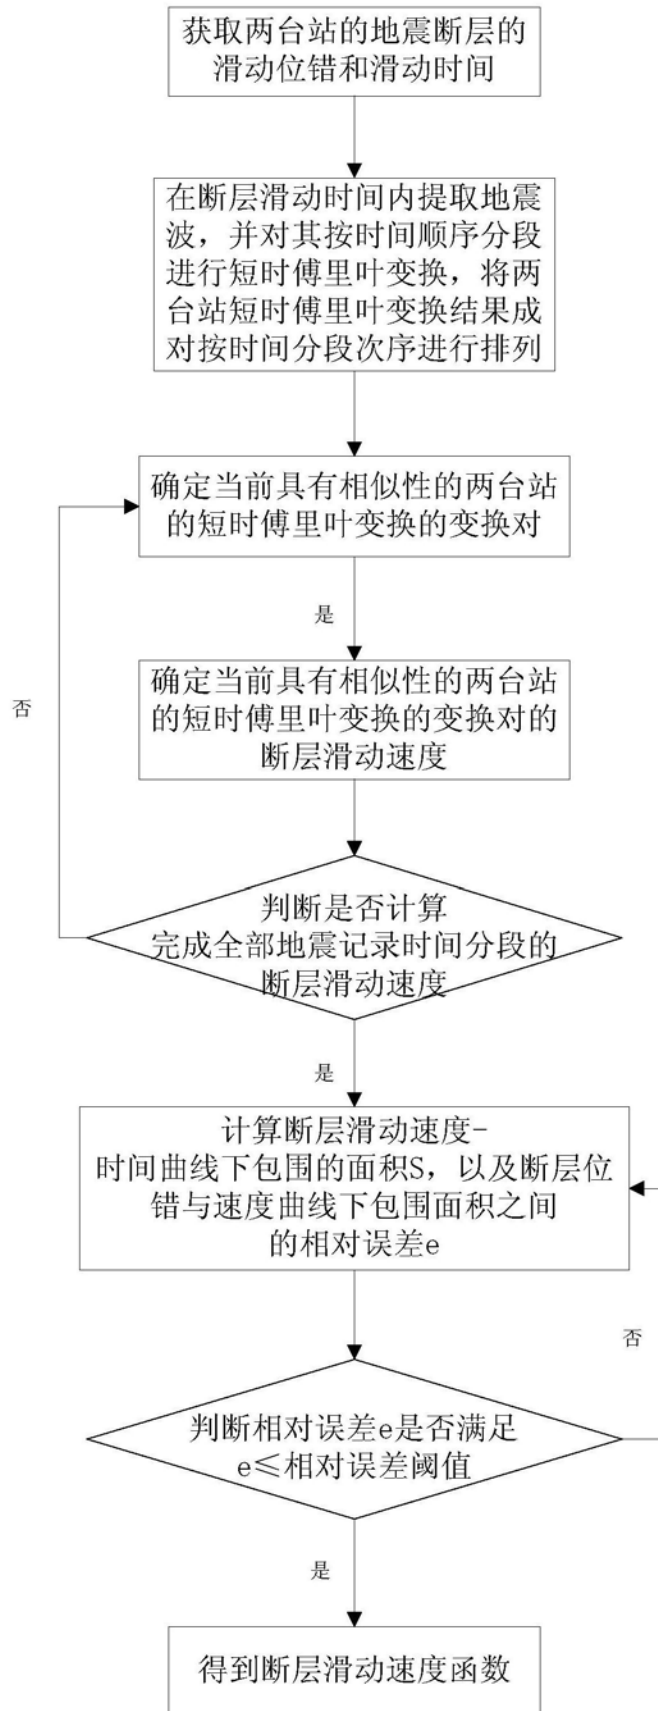 获取两台站的地震断层的
滑动位错和滑动时间
在断层滑动时间内提取地震
波，并对其按时间顺序分段
进行短时傅里叶变换，将两
台站短时傅里叶变换结果成
对按时间分段次序进行排列
确定当前具有相似性的两台站
的短时傅里叶变换的变换对
是
确定当前具有相似性的两台站
的短时傅里叶变换的变换对的
断层滑动速度
否
判断是否计算
完成全部地震记录时间分段的
断层滑动速度
是
计算断层滑动速度-
时间曲线下包围的面积S，以及断层位
错与速度曲线下包围面积之间
的相对误差e
否
判断相对误差e是否满足
e≤相对误差阈值
是
得到断层滑动速度函数